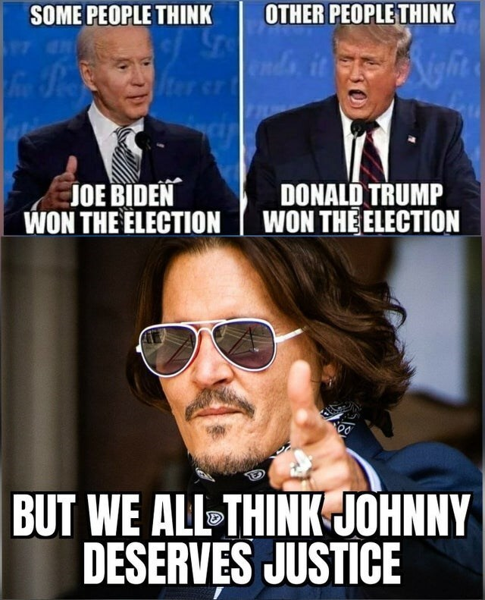 SOME PEOPLE THINK
JOE BIDEN
WON THE ELECTION
OTHER PEOPLE THINK
DONALD TRUMP
WON THE ELECTION
BUT WE ALL THINK JOHNNY
DESERVES JUSTICE